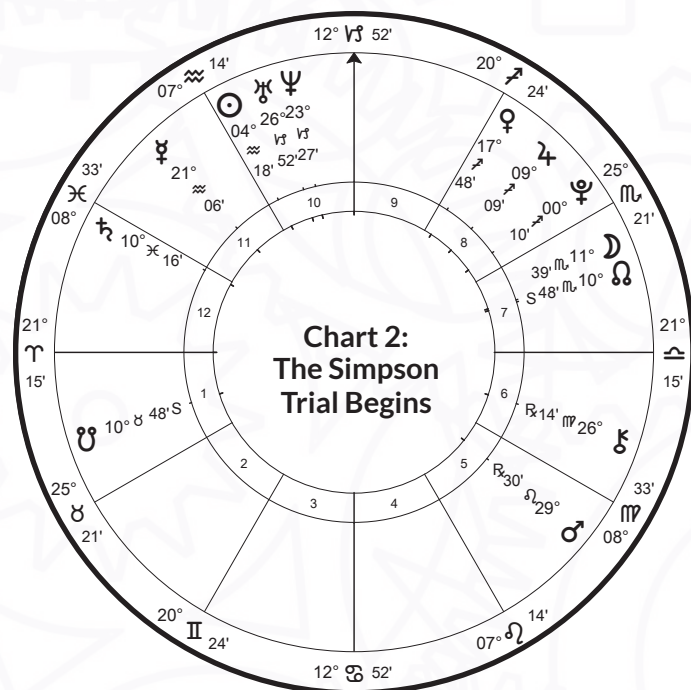 12° ♑ 52'
07° ♒ 14'
20° ♐ 24'
33' ♓ 08°
25° ♏ 21'
21° ♈ 15'
21° ♎ 15'
25° ♉ 21'
33' ♍ 08°
20° ♊ 24'
07° ♌ 14'
12° ♋ 52'
☉ 04° ♒ 18'
♅ 26° ♑ 52'
♆ 23° ♑ 27'
☿ 21° ♒ 06'
♄ 10° ♓ 16'
♀ 17° ♐ 48'
♃ 09° ♐ 09'
♇ 00° ♐ 10'
☽ 11° ♏ 39'
☊ 10° ♏ 48' S
☋ 10° ♉ 48' S
⚷ 26° ♍ 14' ℞
♂ 29° ♌ 30' ℞
10
9
11
8
12
7
1
6
2
5
3
4
Chart 2:
The Simpson
Trial Begins